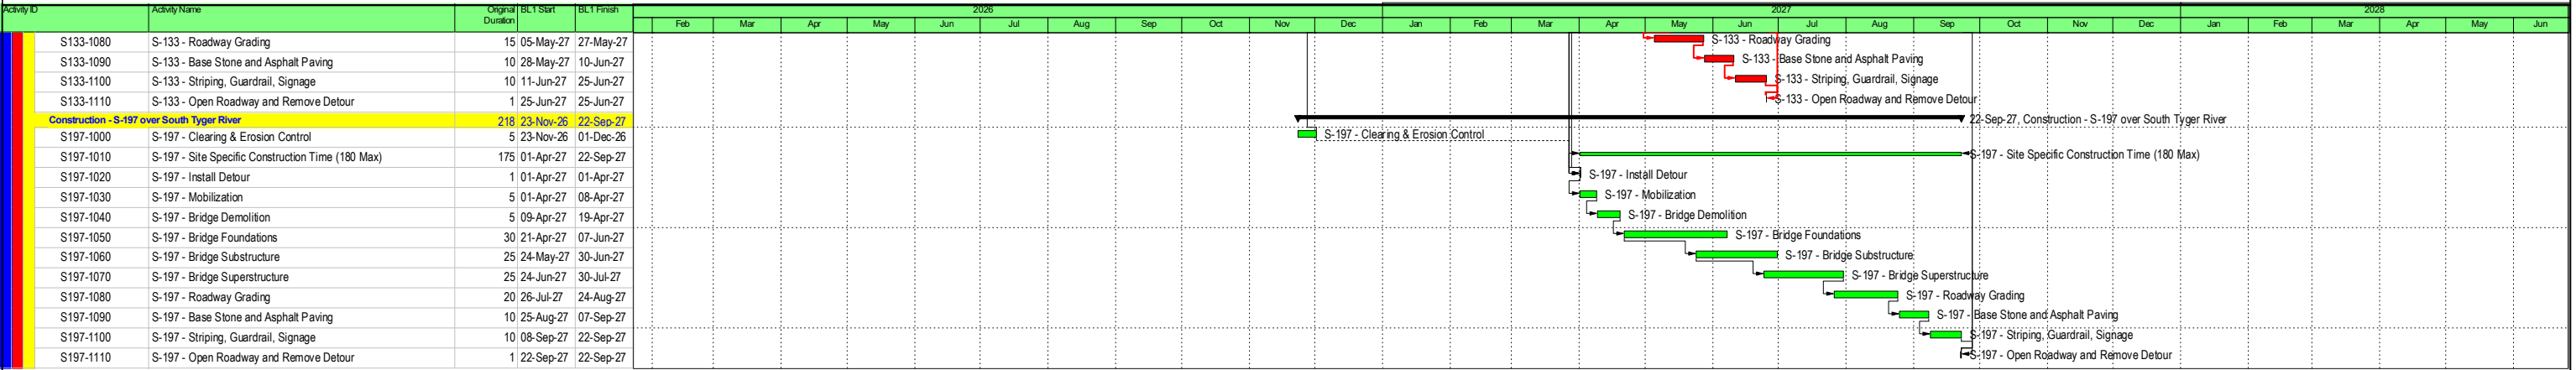 Activity ID Activity Name Original Duration BL1 Start BL1 Finish
2026 2027 2028
Feb Mar Apr May Jun Jul Aug Sep Oct Nov Dec Jan Feb Mar Apr May Jun Jul Aug Sep Oct Nov Dec Jan Feb Mar Apr May Jun
S133-1080 S-133 - Roadway Grading 15 05-May-27 27-May-27 S-133 - Roadway Grading
S133-1090 S-133 - Base Stone and Asphalt Paving 10 28-May-27 10-Jun-27 S-133 - Base Stone and Asphalt Paving
S133-1100 S-133 - Striping, Guardrail, Signage 10 11-Jun-27 25-Jun-27 S-133 - Striping, Guardrail, Signage
S133-1110 S-133 - Open Roadway and Remove Detour 1 25-Jun-27 25-Jun-27 S-133 - Open Roadway and Remove Detour
Construction - S-197 over South Tyger River 218 23-Nov-26 22-Sep-27 22-Sep-27, Construction - S-197 over South Tyger River
S197-1000 S-197 - Clearing & Erosion Control 5 23-Nov-26 01-Dec-26 S-197 - Clearing & Erosion Control
S197-1010 S-197 - Site Specific Construction Time (180 Max) 175 01-Apr-27 22-Sep-27 S-197 - Site Specific Construction Time (180 Max)
S197-1020 S-197 - Install Detour 1 01-Apr-27 01-Apr-27 S-197 - Install Detour
S197-1030 S-197 - Mobilization 5 01-Apr-27 08-Apr-27 S-197 - Mobilization
S197-1040 S-197 - Bridge Demolition 5 09-Apr-27 19-Apr-27 S-197 - Bridge Demolition
S197-1050 S-197 - Bridge Foundations 30 21-Apr-27 07-Jun-27 S-197 - Bridge Foundations
S197-1060 S-197 - Bridge Substructure 25 24-May-27 30-Jun-27 S-197 - Bridge Substructure
S197-1070 S-197 - Bridge Superstructure 25 24-Jun-27 30-Jul-27 S-197 - Bridge Superstructure
S197-1080 S-197 - Roadway Grading 20 26-Jul-27 24-Aug-27 S-197 - Roadway Grading
S197-1090 S-197 - Base Stone and Asphalt Paving 10 25-Aug-27 07-Sep-27 S-197 - Base Stone and Asphalt Paving
S197-1100 S-197 - Striping, Guardrail, Signage 10 08-Sep-27 22-Sep-27 S-197 - Striping, Guardrail, Signage
S197-1110 S-197 - Open Roadway and Remove Detour 1 22-Sep-27 22-Sep-27 S-197 - Open Roadway and Remove Detour